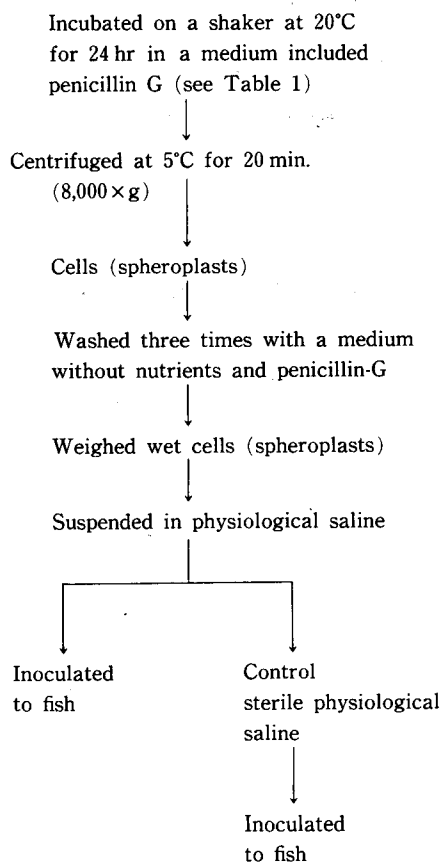 Incubated on a shaker at 20°C
for 24 hr in a medium included
penicillin G (see Table 1)
Centrifuged at 5°C for 20 min.
(8,000×g)
Cells (spheroplasts)
Washed three times with a medium
without nutrients and penicillin-G
Weighed wet cells (spheroplasts)
Suspended in physiological saline
Inoculated
to fish
Control
sterile physiological
saline
Inoculated
to fish